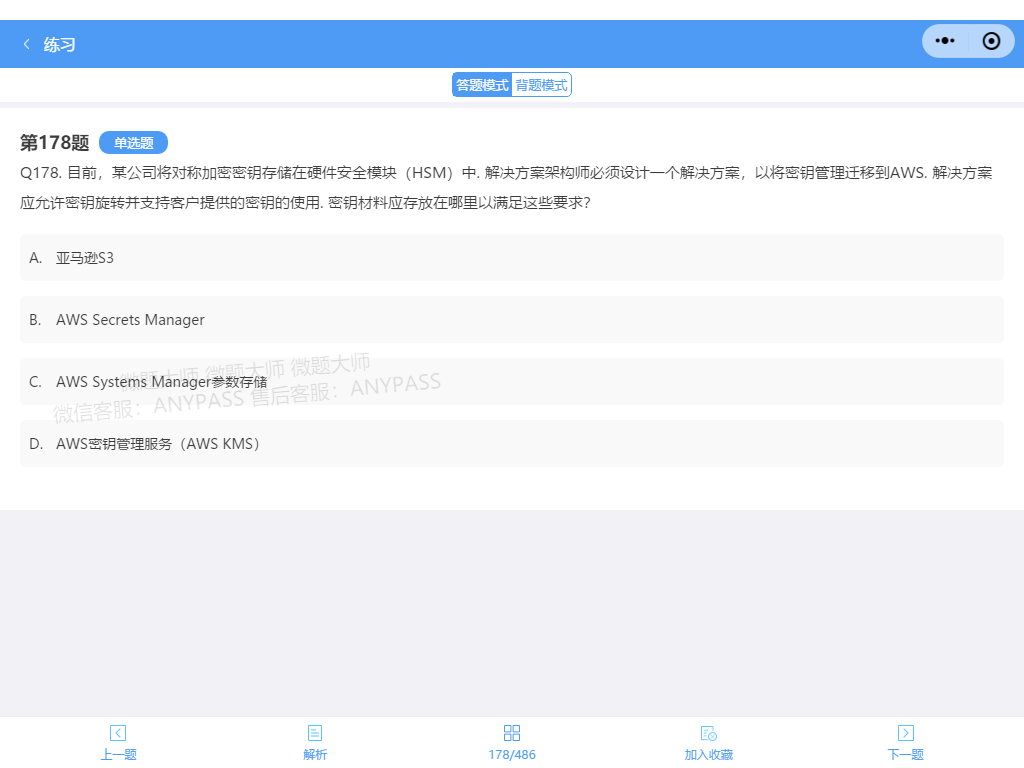 练习
答题模式 背题模式
第178题 单选题
Q178. 目前，某公司将对称加密密钥存储在硬件安全模块（HSM）中. 解决方案架构师必须设计一个解决方案，以将密钥管理迁移到AWS. 解决方案
应允许密钥旋转并支持客户提供的密钥的使用. 密钥材料应存放在哪里以满足这些要求?
A. 亚马逊S3
B. AWS Secrets Manager
微题大师 微题大师 微题大师
C. AWS Systems Manager参数存储
微信客服：ANYPASS 售后客服：ANYPASS
D. AWS密钥管理服务（AWS KMS）
上一题 解析 178/486 加入收藏 下一题